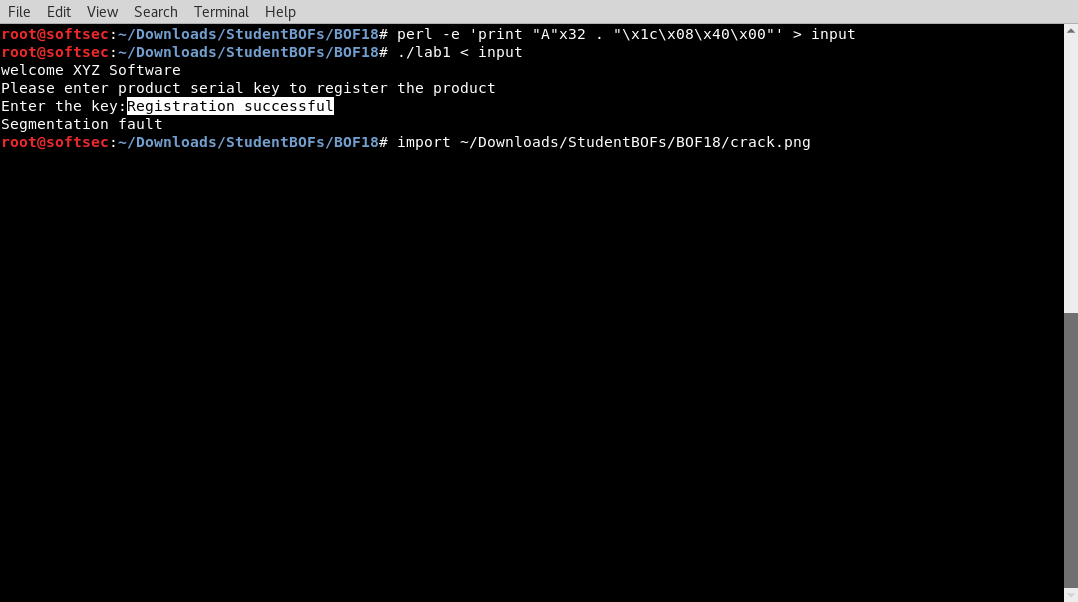 File Edit View Search Terminal Help
root@softsec:~/Downloads/StudentBOFs/BOF18# perl -e 'print "A"x32 . "\x1c\x08\x40\x00"' > input
root@softsec:~/Downloads/StudentBOFs/BOF18# ./lab1 < input
welcome XYZ Software
Please enter product serial key to register the product
Enter the key:Registration successful
Segmentation fault
root@softsec:~/Downloads/StudentBOFs/BOF18# import ~/Downloads/StudentBOFs/BOF18/crack.png